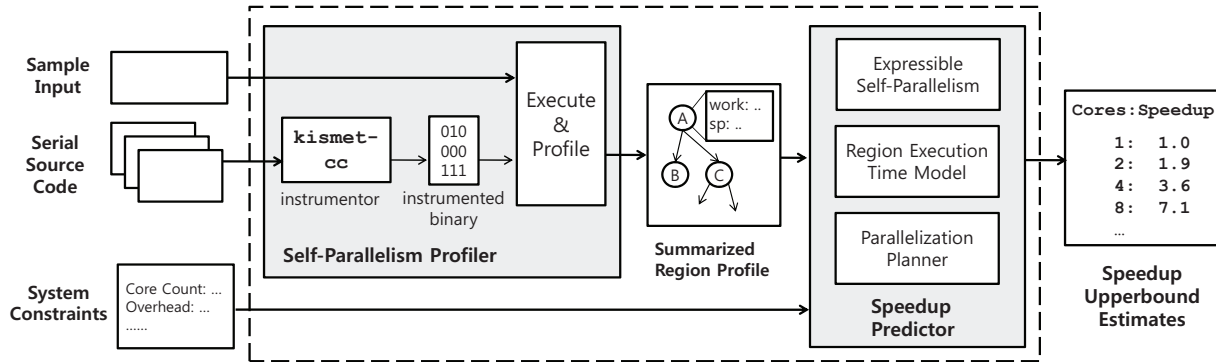 Sample
Input
Serial
Source
Code
System
Constraints
Core Count: ...
Overhead: ...
......
kismet-
cc
instrumentor
010
000
111
instrumented
binary
Execute
&
Profile
Self-Parallelism Profiler
work: ..
sp: ..
A
B
C
Summarized
Region Profile
Expressible
Self-Parallelism
Region Execution
Time Model
Parallelization
Planner
Speedup
Predictor
Cores:Speedup
1: 1.0
2: 1.9
4: 3.6
8: 7.1
...
Speedup
Upperbound
Estimates